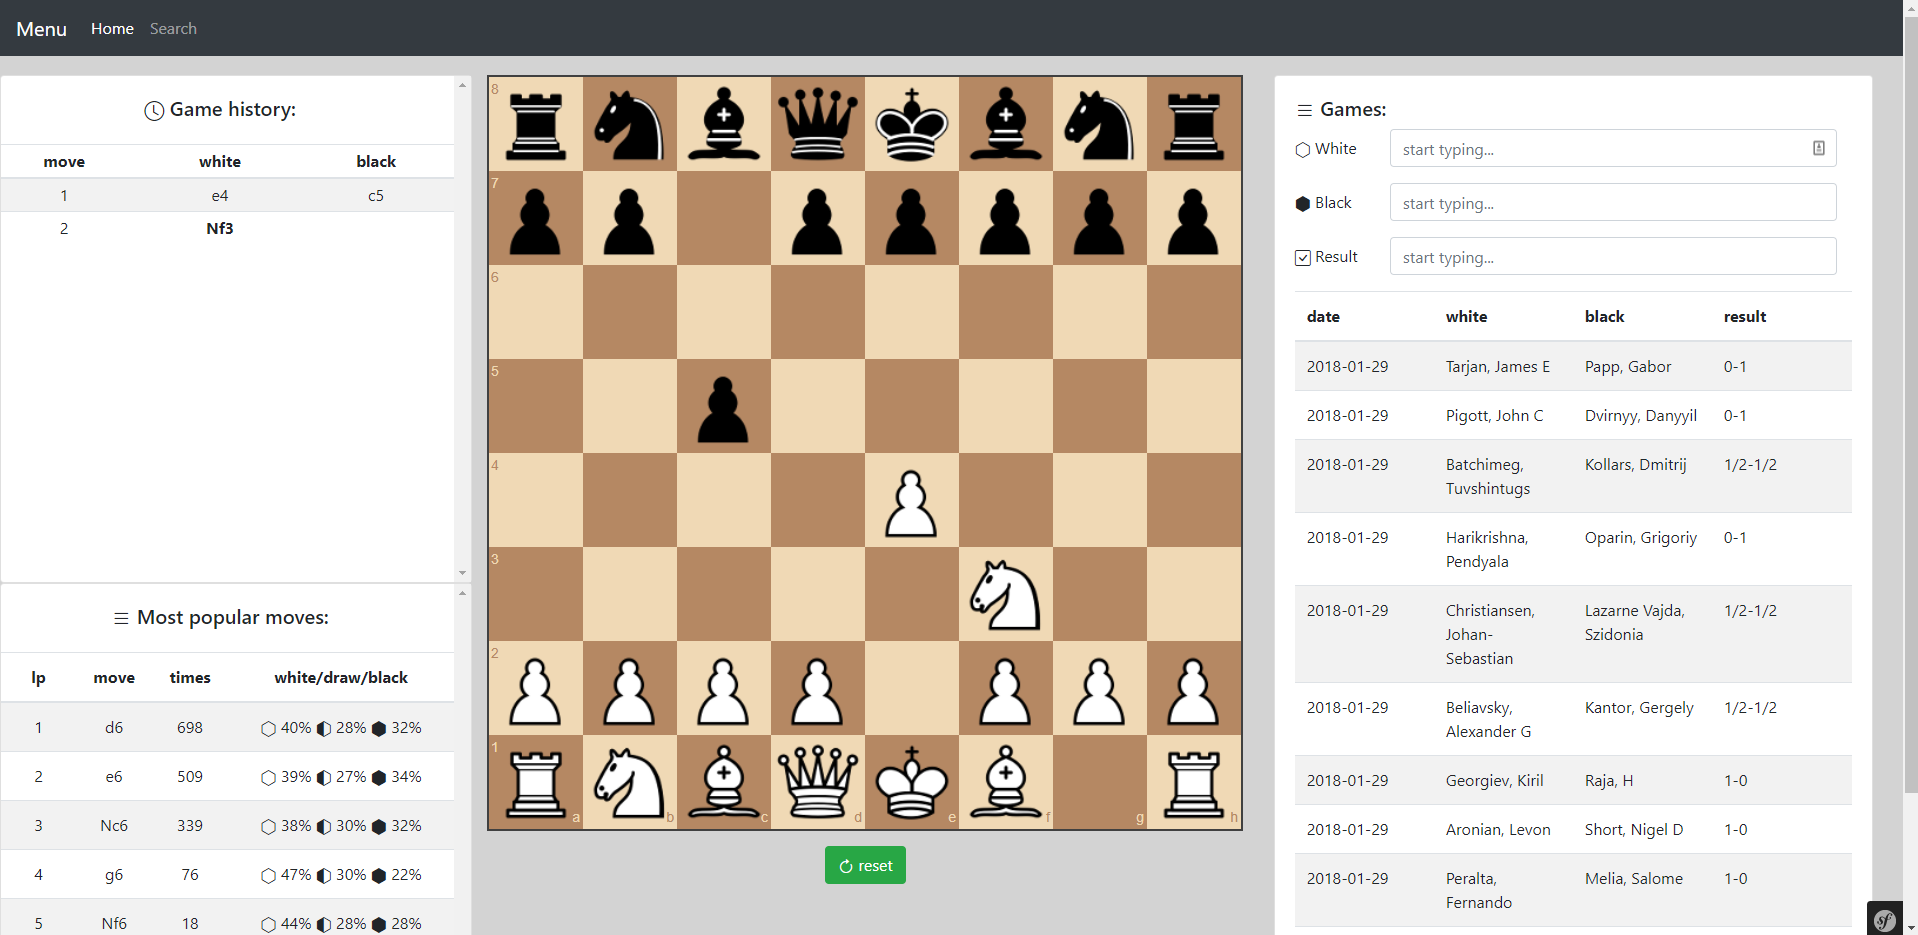 Menu Home Search
Game history:
move white black
1 e4 c5
2 Nf3
Most popular moves:
lp move times white/draw/black
1 d6 698 40% 28% 32%
2 e6 509 39% 27% 34%
3 Nc6 339 38% 30% 32%
4 g6 76 47% 30% 22%
5 Nf6 18 44% 28% 28%
8
7
6
5
4
3
2
1
a b c d e f g h
reset
Games:
White start typing...
Black start typing...
Result start typing...
date white black result
2018-01-29 Tarjan, James E Papp, Gabor 0-1
2018-01-29 Pigott, John C Dvirnyy, Danyyil 0-1
2018-01-29 Batchimeg, Kollars, Dmitrij 1/2-1/2
Tuvshintugs
2018-01-29 Harikrishna, Oparin, Grigoriy 0-1
Pendyala
2018-01-29 Christiansen, Lazarne Vajda, 1/2-1/2
Johan- Szidonia
Sebastian
2018-01-29 Beliavsky, Kantor, Gergely 1/2-1/2
Alexander G
2018-01-29 Georgiev, Kiril Raja, H 1-0
2018-01-29 Aronian, Levon Short, Nigel D 1-0
2018-01-29 Peralta, Melia, Salome 1-0
Fernando
sf